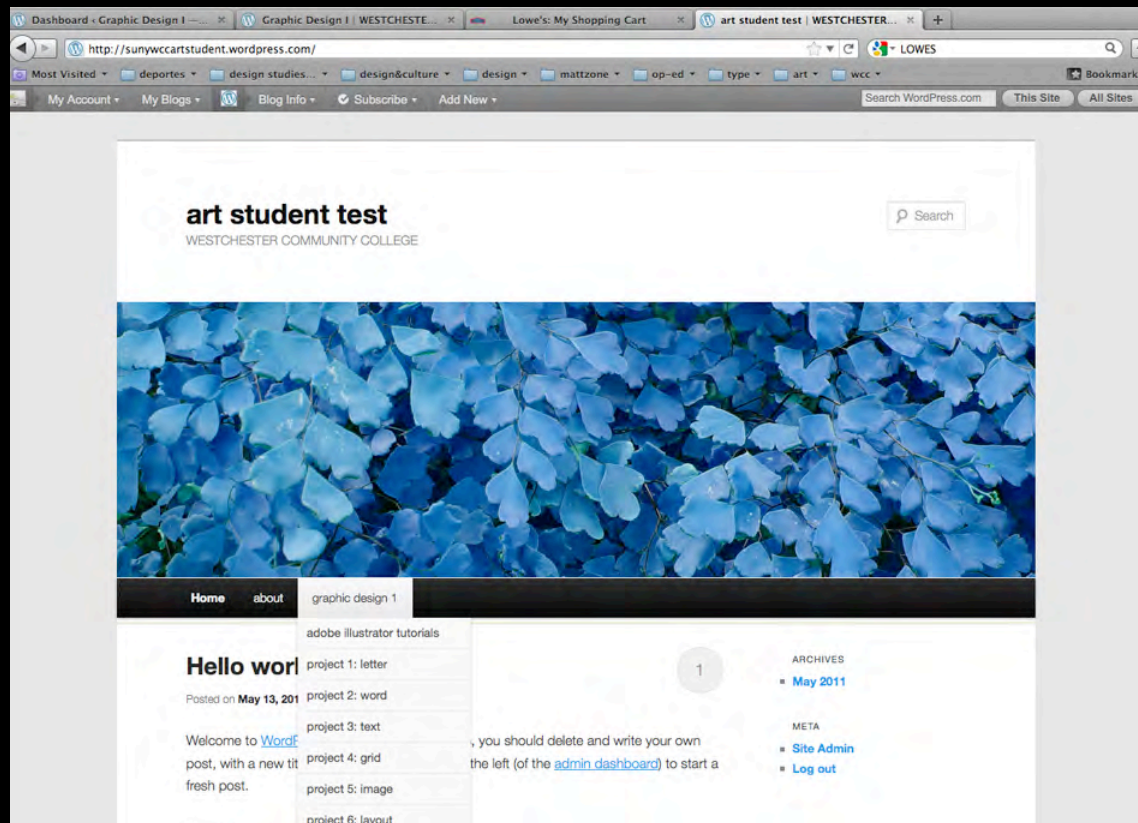 Dashboard ‹ Graphic Design I —...
Graphic Design I | WESTCHESTE...
Lowe's: My Shopping Cart
art student test | WESTCHESTER...
http://sunywccartstudent.wordpress.com/
LOWES
Most Visited
deportes
design studies...
design&culture
design
mattzone
op-ed
type
art
wcc
Bookmark
My Account
My Blogs
Blog Info
Subscribe
Add New
Search WordPress.com
This Site
All Sites
art student test
WESTCHESTER COMMUNITY COLLEGE
Search
Home
about
graphic design 1
adobe illustrator tutorials
project 1: letter
project 2: word
project 3: text
project 4: grid
project 5: image
project 6: layout
Hello worl
1
Posted on May 13, 201
Welcome to WordP , you should delete and write your own
post, with a new tit the left (of the admin dashboard) to start a
fresh post.
ARCHIVES
May 2011
META
Site Admin
Log out